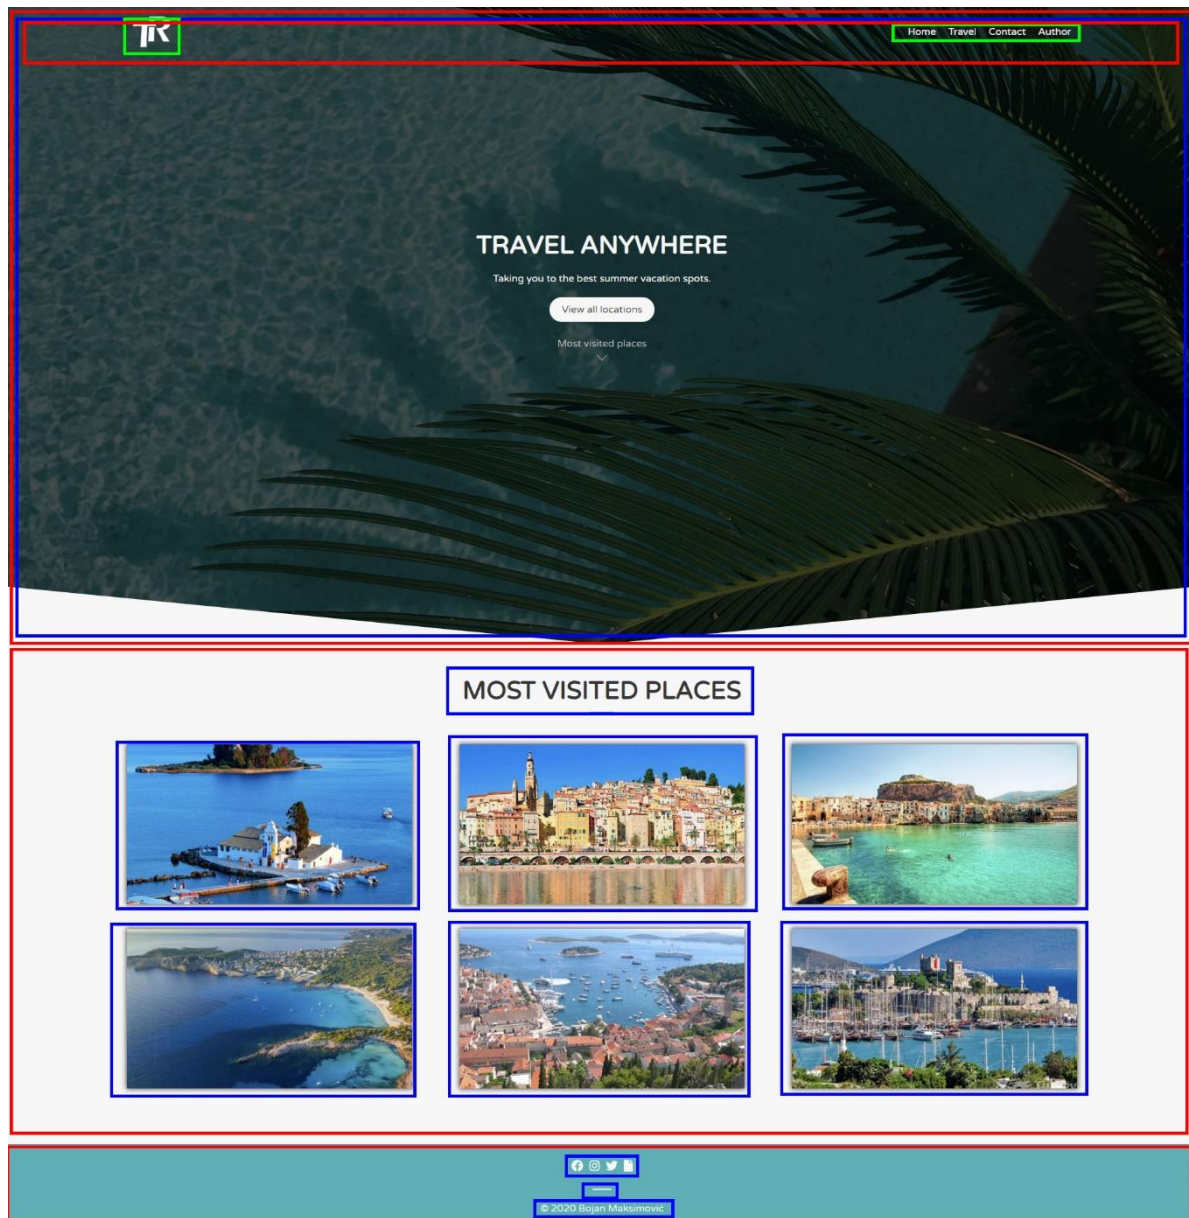 TR
Home Travel Contact Author
TRAVEL ANYWHERE
Taking you to the best summer vacation spots.
View all locations
Most visited places
MOST VISITED PLACES
© 2020 Bojan Maksimović